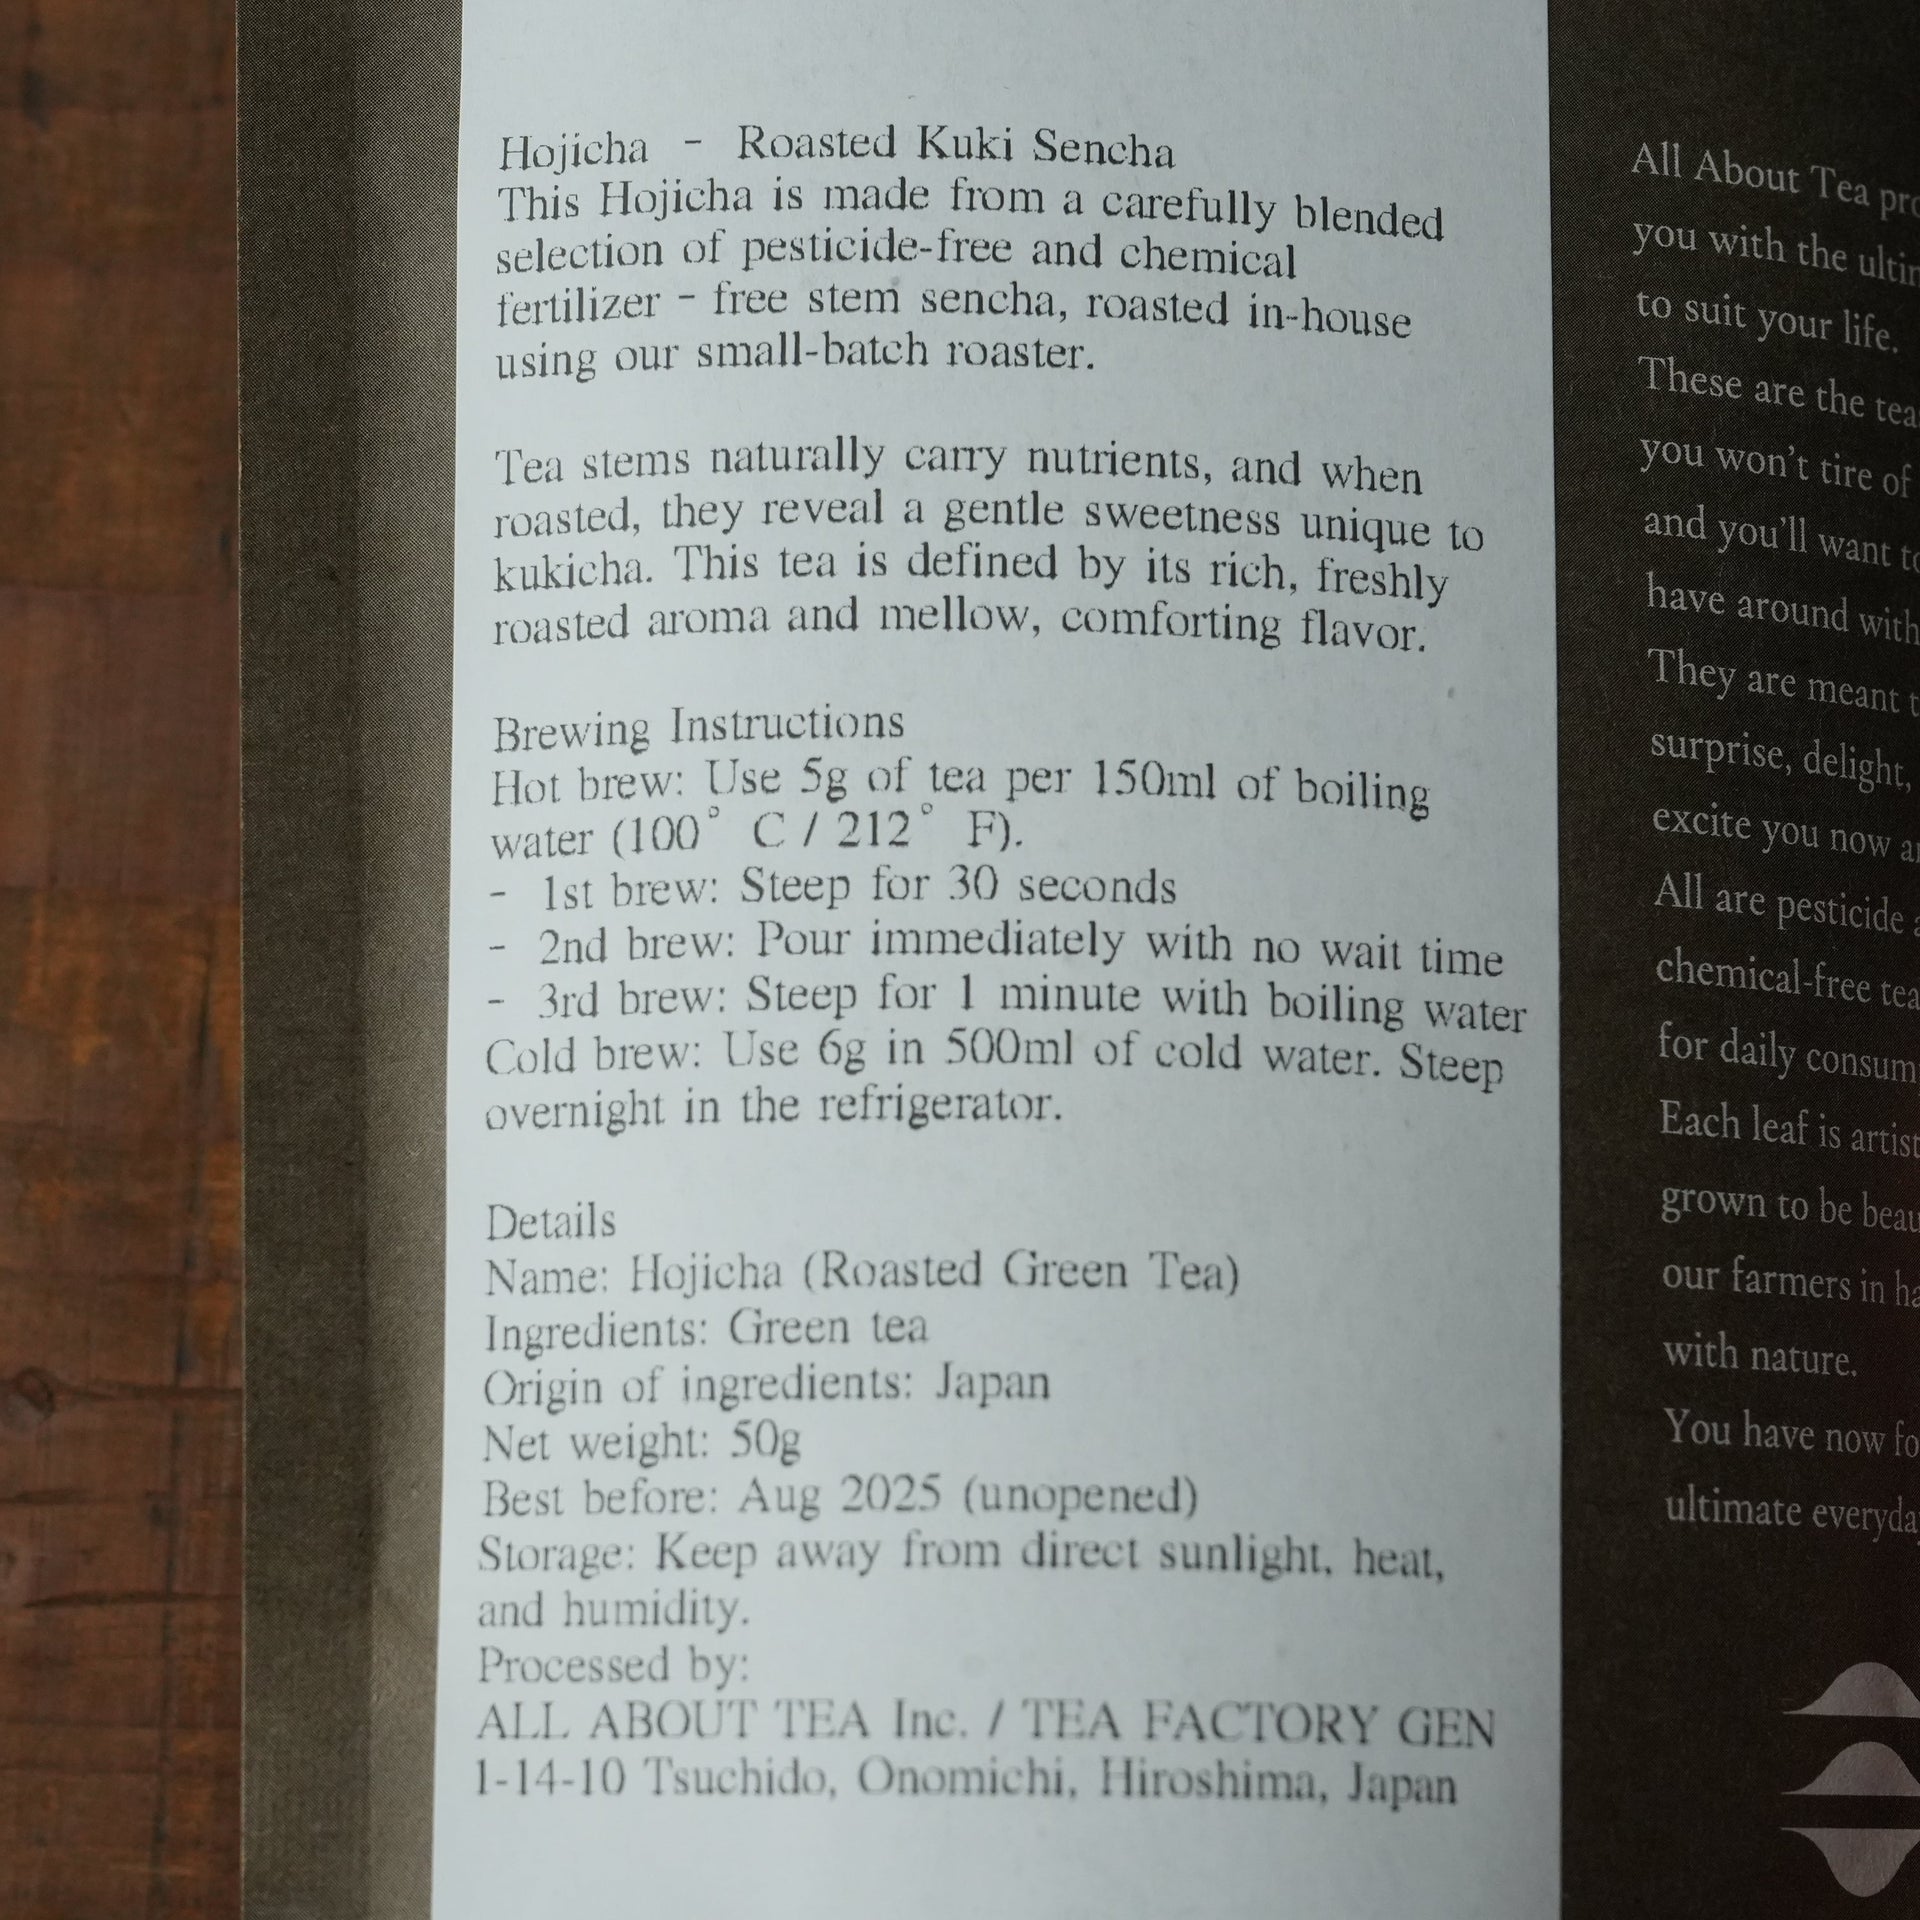 Hojicha - Roasted Kuki Sencha
This Hojicha is made from a carefully blended
selection of pesticide-free and chemical
fertilizer - free stem sencha, roasted in-house
using our small-batch roaster.
Tea stems naturally carry nutrients, and when
roasted, they reveal a gentle sweetness unique to
kukicha. This tea is defined by its rich, freshly
roasted aroma and mellow, comforting flavor.
Brewing Instructions
Hot brew: Use 5g of tea per 150ml of boiling
water (100° C / 212° F).
- 1st brew: Steep for 30 seconds
- 2nd brew: Pour immediately with no wait time
- 3rd brew: Steep for 1 minute with boiling water
Cold brew: Use 6g in 500ml of cold water. Steep
overnight in the refrigerator.
Details
Name: Hojicha (Roasted Green Tea)
Ingredients: Green tea
Origin of ingredients: Japan
Net weight: 50g
Best before: Aug 2025 (unopened)
Storage: Keep away from direct sunlight, heat,
and humidity.
Processed by:
ALL ABOUT TEA Inc. / TEA FACTORY GEN
1-14-10 Tsuchido, Onomichi, Hiroshima, Japan
All About Tea
you with the
to suit your life.
These are the
you won't tire of
and you'll want
have around
They are meant
surprise, delight,
excite you now
All are pesticide
chemical-free
for daily
Each leaf is
grown to be
our farmers in
with nature.
You have now
ultimate